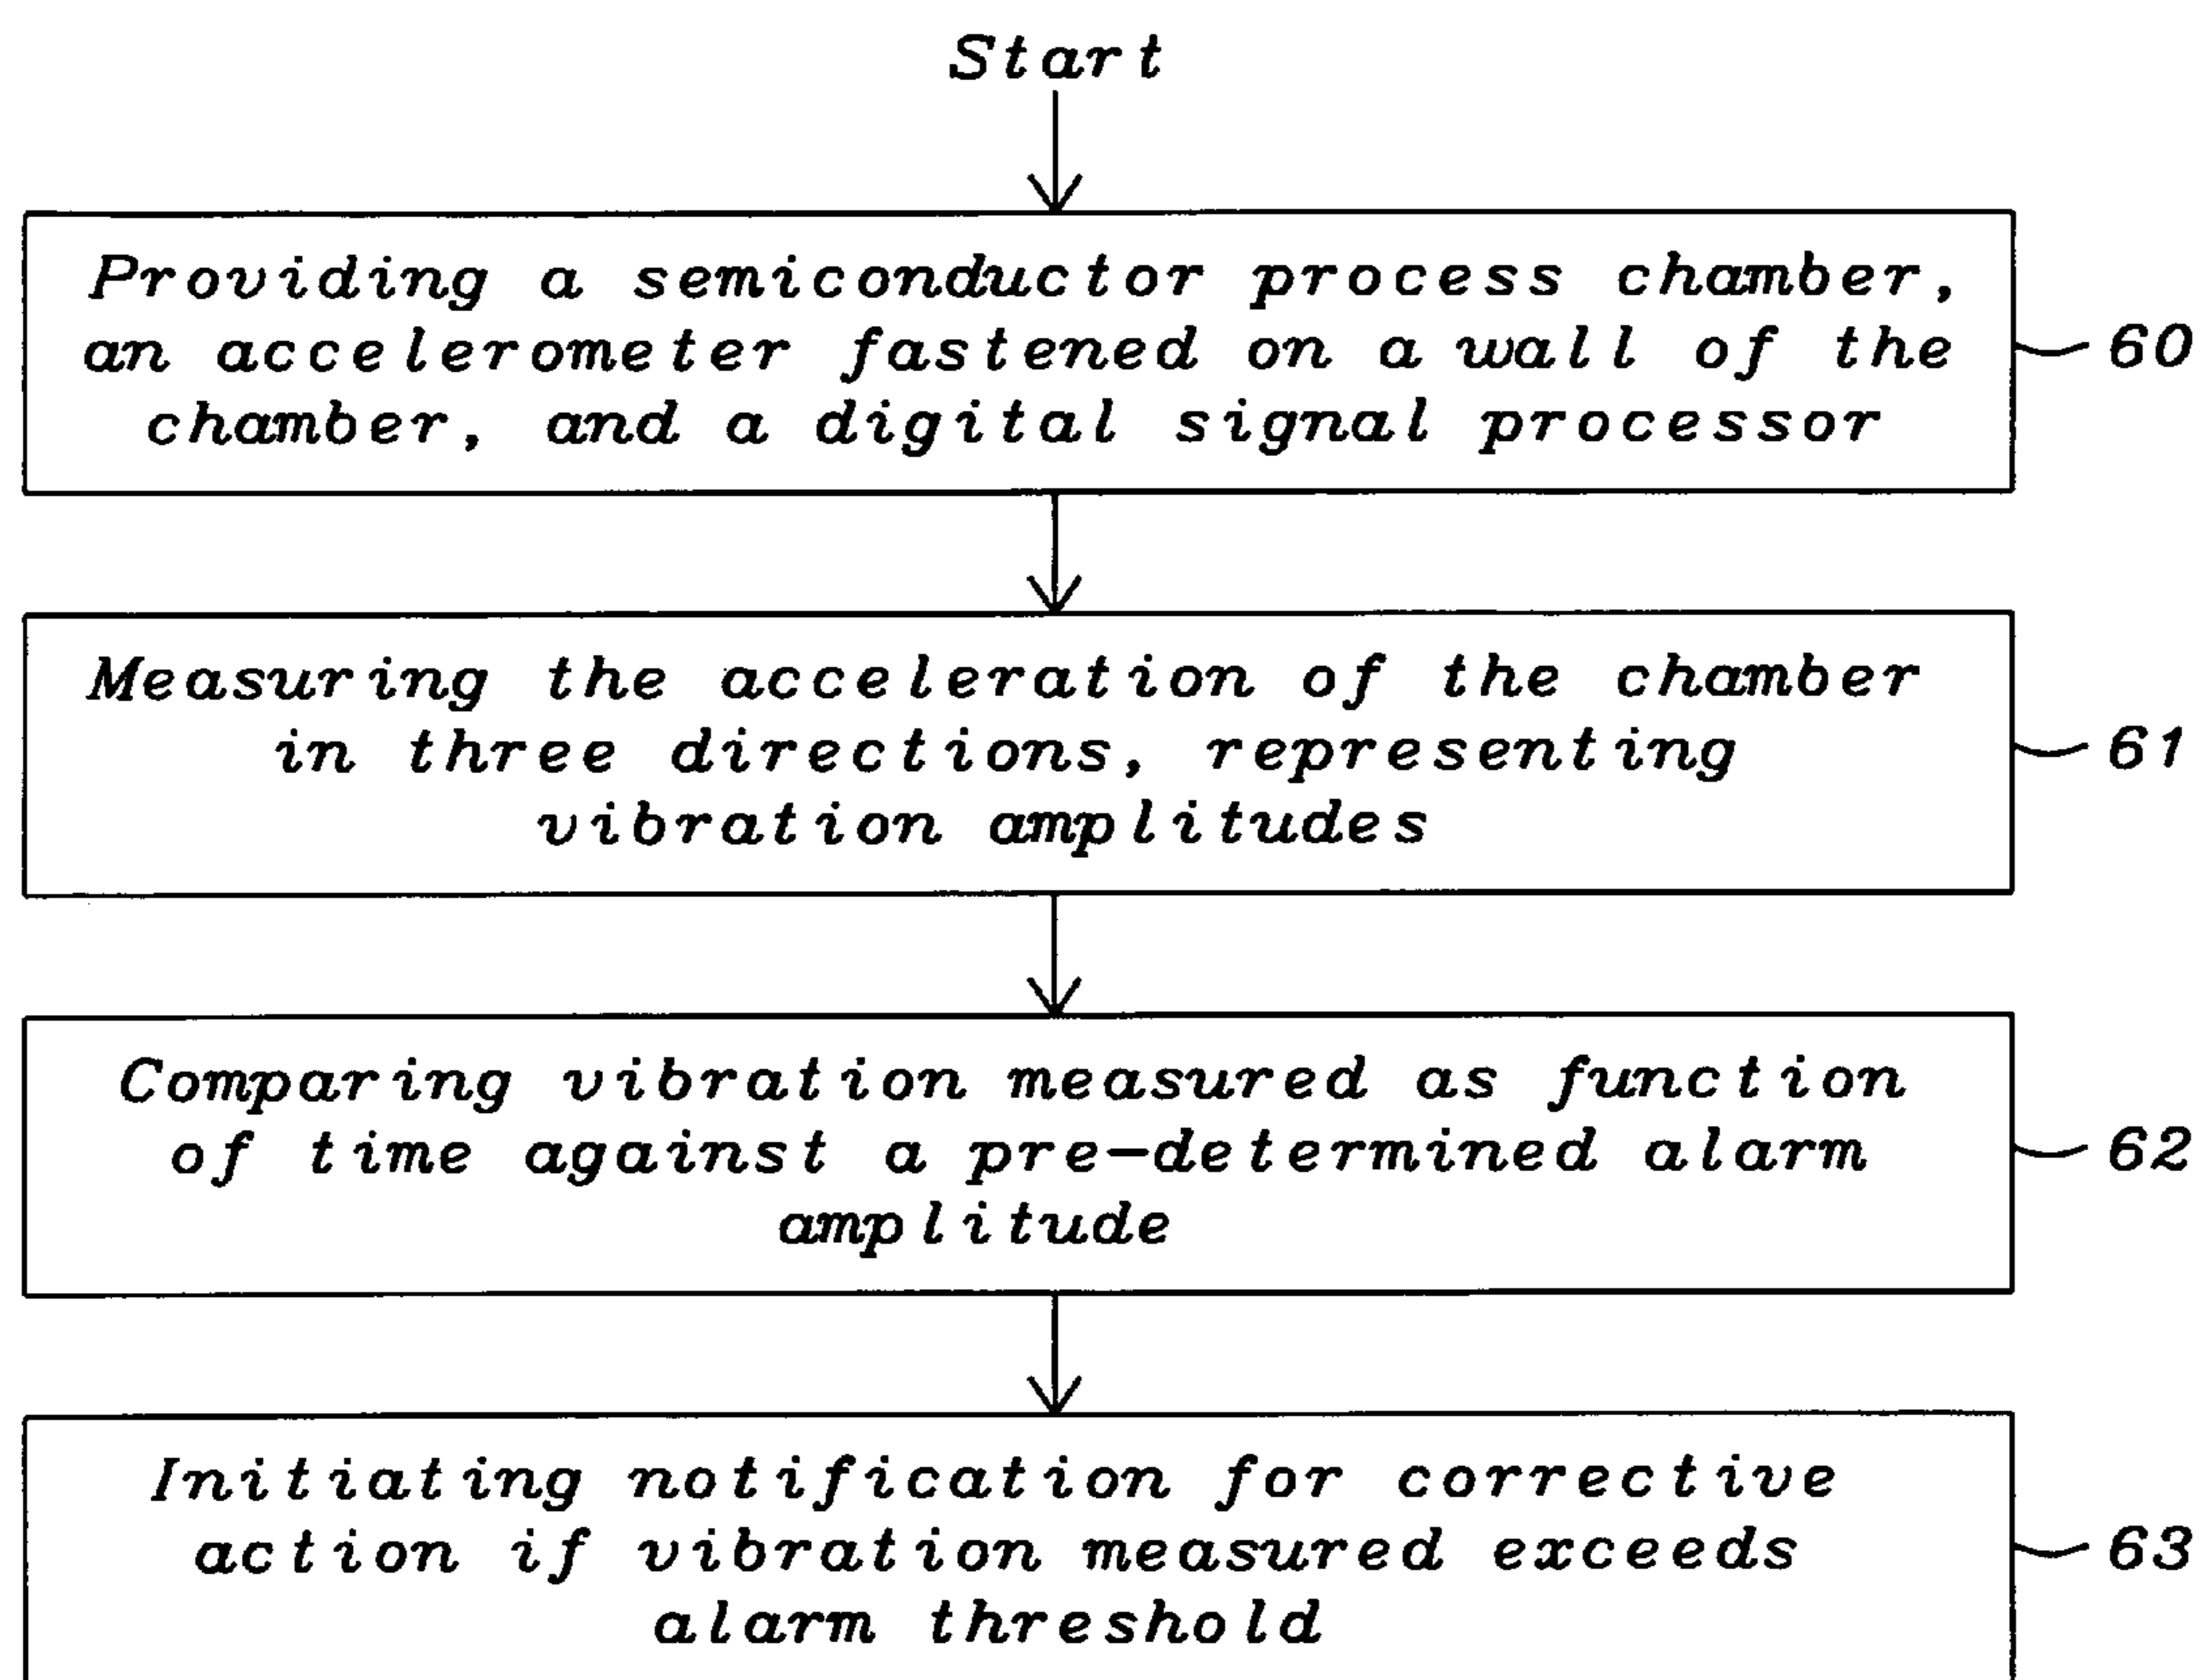 Start
Providing a semiconductor process chamber,
an accelerometer fastened on a wall of the
chamber, and a digital signal processor
60
Measuring the acceleration of the chamber
in three directions, representing
vibration amplitudes
61
Comparing vibration measured as function
of time against a pre-determined alarm
amplitude
62
Initiating notification for corrective
action if vibration measured exceeds
alarm threshold
63